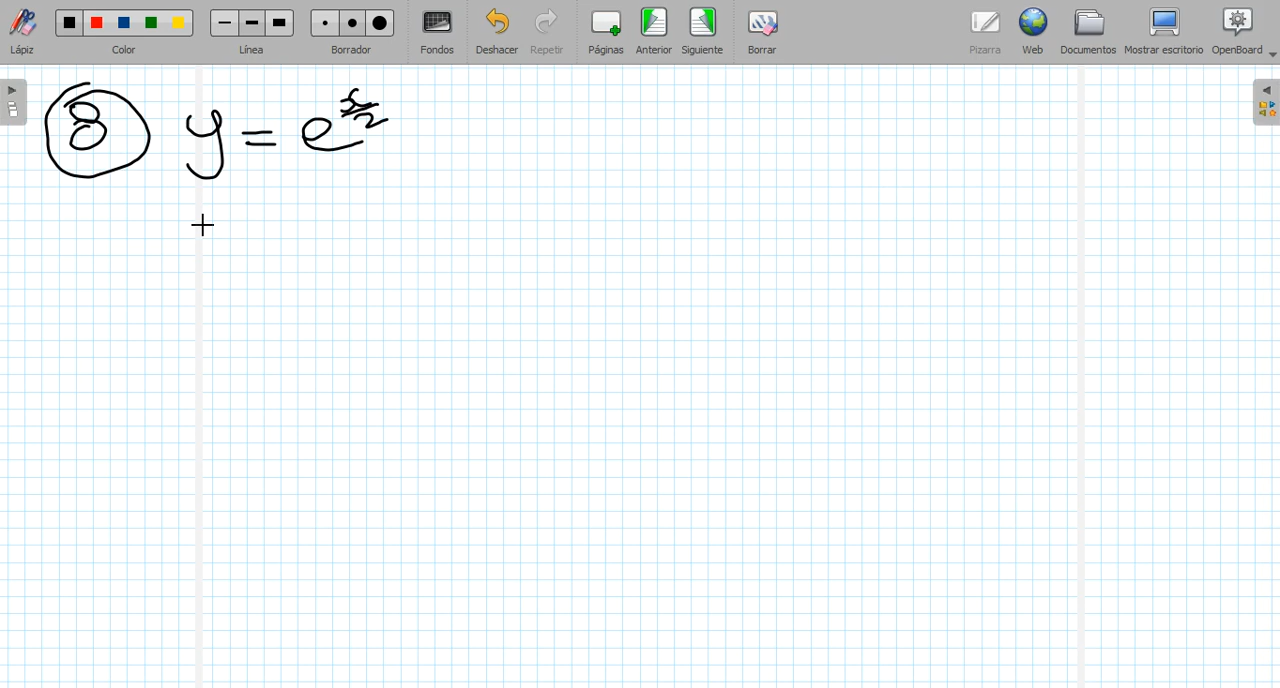 Lápiz Color Línea Borrador Fondos Deshacer Repetir Páginas Anterior Siguiente Borrar Pizarra Web Documentos Mostrar escritorio OpenBoard
8 y = e^{x/2}